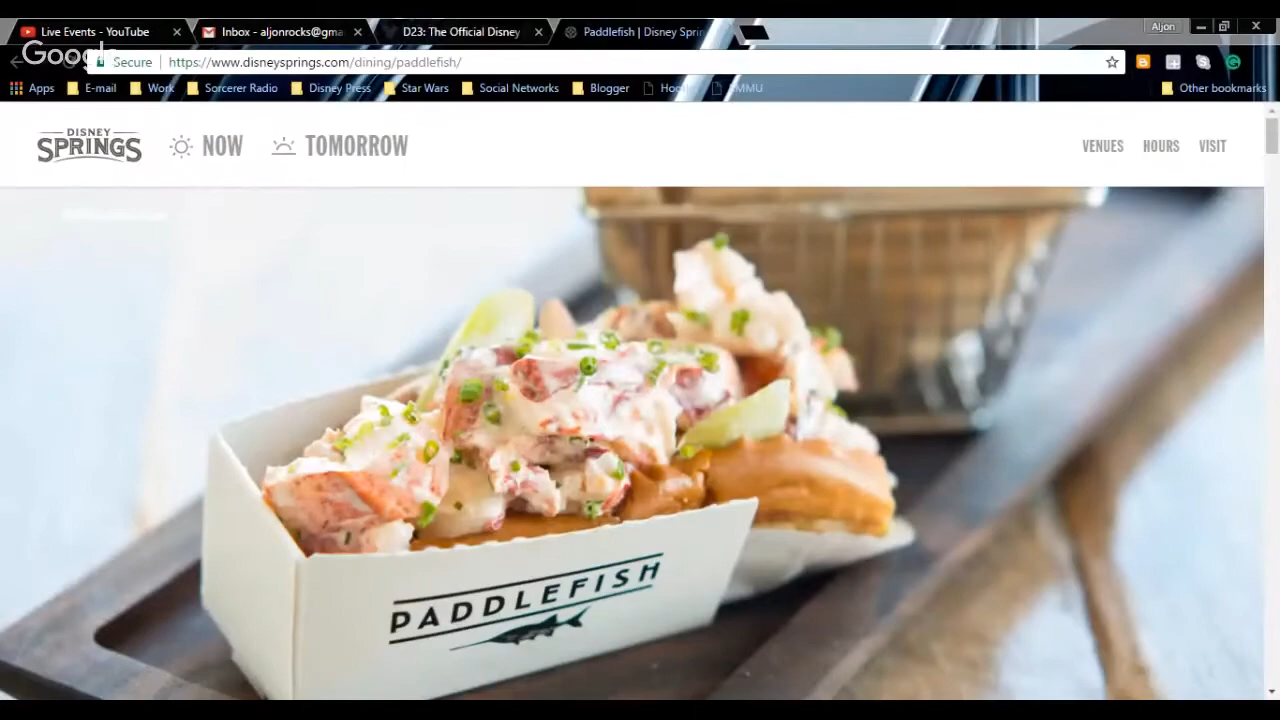 Live Events - YouTube
Inbox - aljonrocks@gma
D23: The Official Disney
Paddlefish | Disney Sprin
Aljon
Google
Secure
https://www.disneysprings.com/dining/paddlefish/
Apps
E-mail
Work
Sorcerer Radio
Disney Press
Star Wars
Social Networks
Blogger
Other bookmarks
DISNEY
SPRINGS
NOW
TOMORROW
VENUES
HOURS
VISIT
PADDLEFISH